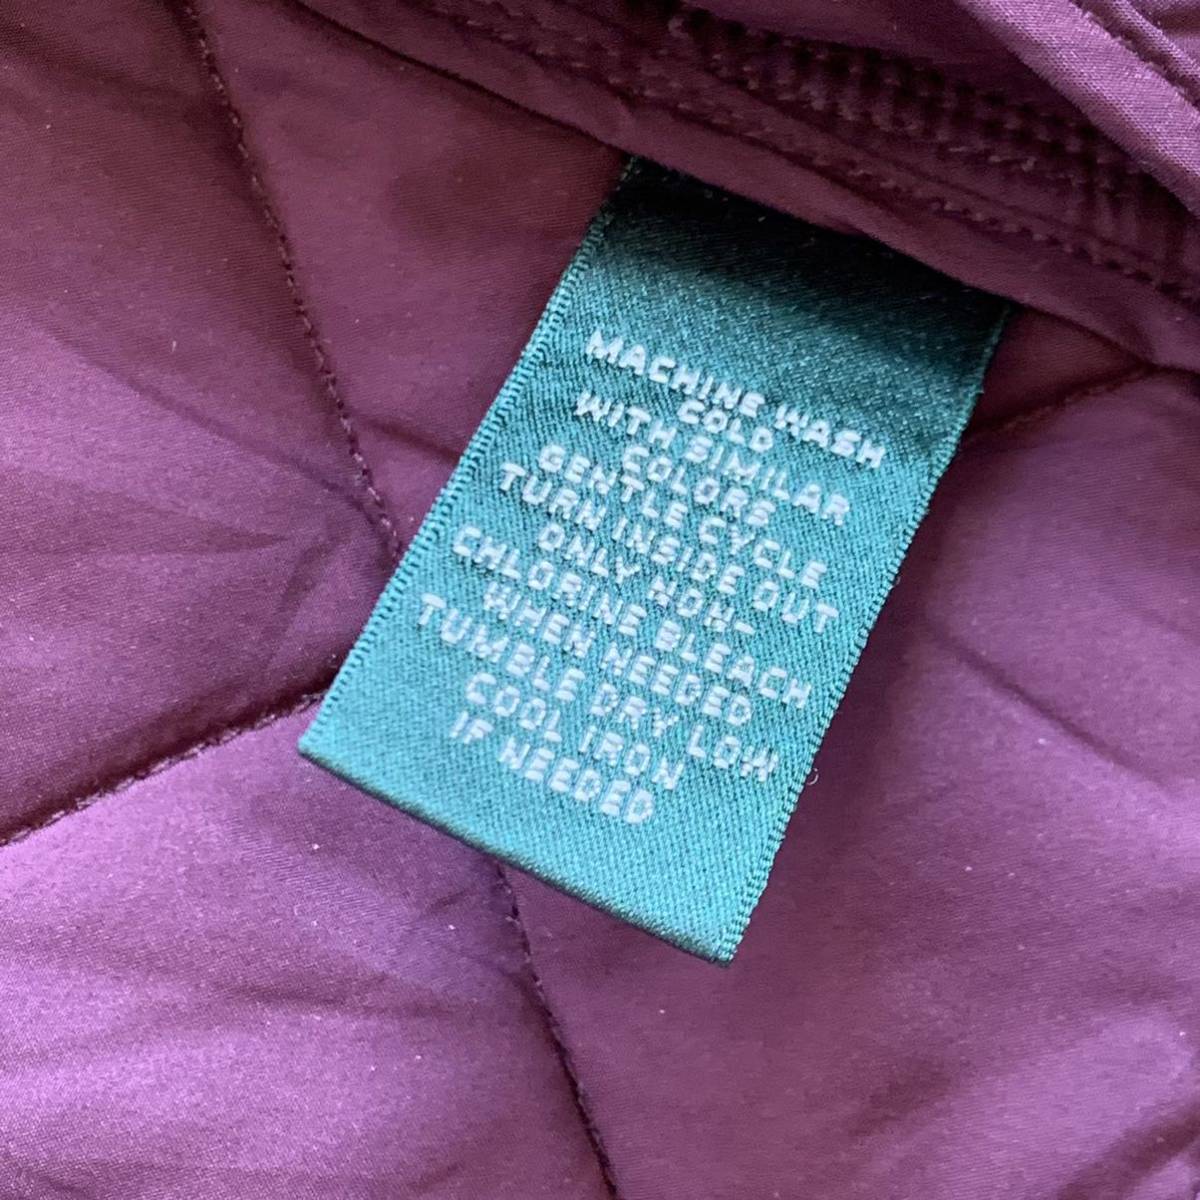 MACHINE WASH
COLD
WITH SIMILAR
COLORS
GENTLE CYCLE
TURN INSIDE OUT
ONLY NON-
CHLORINE BLEACH
WHEN NEEDED
TUMBLE DRY LOW
COOL IRON
IF NEEDED